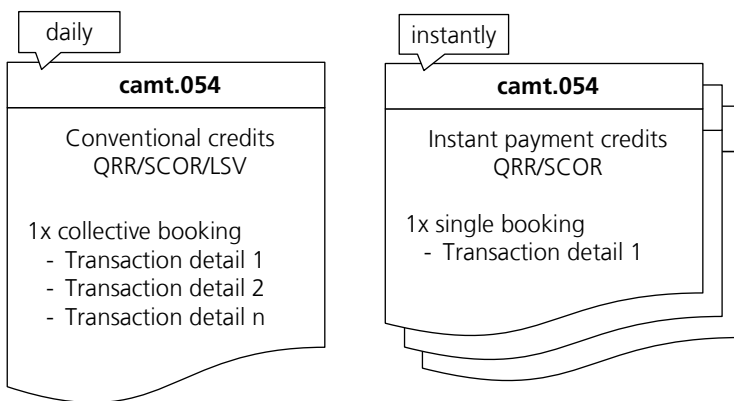 daily
camt.054
Conventional credits
QRR/SCOR/LSV
1x collective booking
- Transaction detail 1
- Transaction detail 2
- Transaction detail n
instantly
camt.054
Instant payment credits
QRR/SCOR
1x single booking
- Transaction detail 1